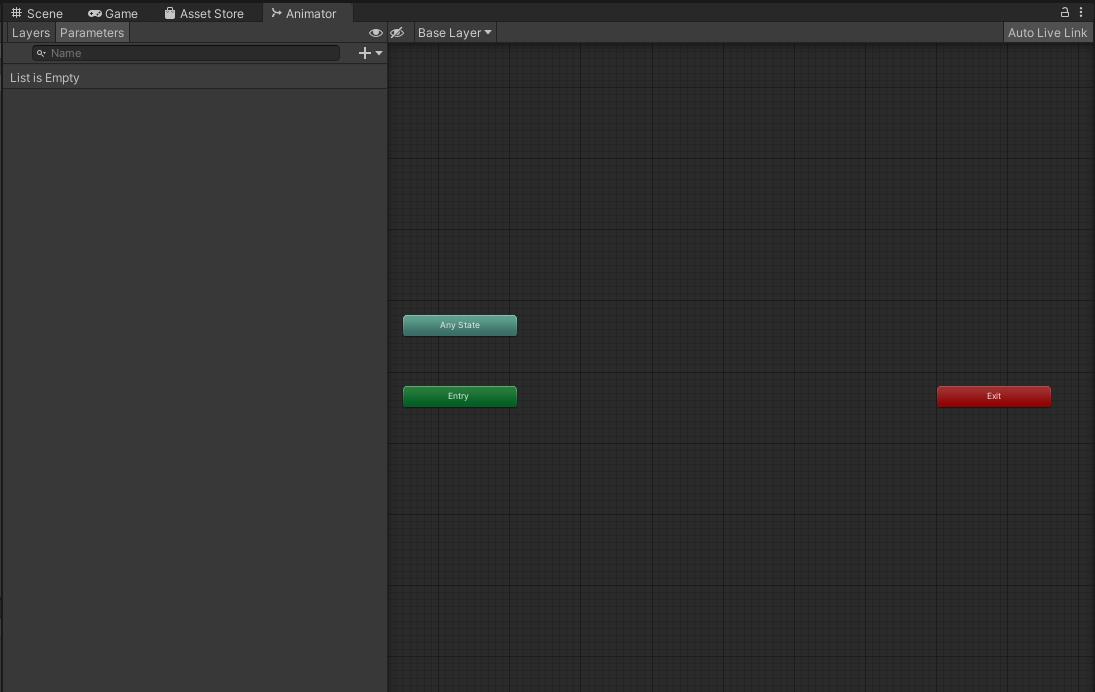 Scene Game Asset Store Animator
Layers Parameters Base Layer Auto Live Link
Name
List is Empty
Any State
Entry Exit